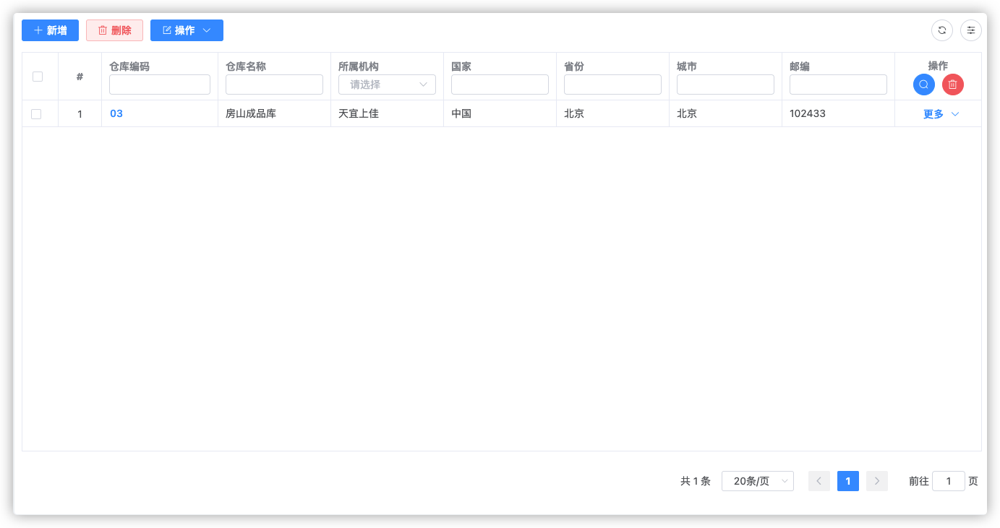 新增 删除 操作
# 仓库编码 仓库名称 所属机构 国家 省份 城市 邮编 操作
请选择
1 03 房山成品库 天宜上佳 中国 北京 北京 102433 更多
共 1 条 20条/页 1 前往 1 页